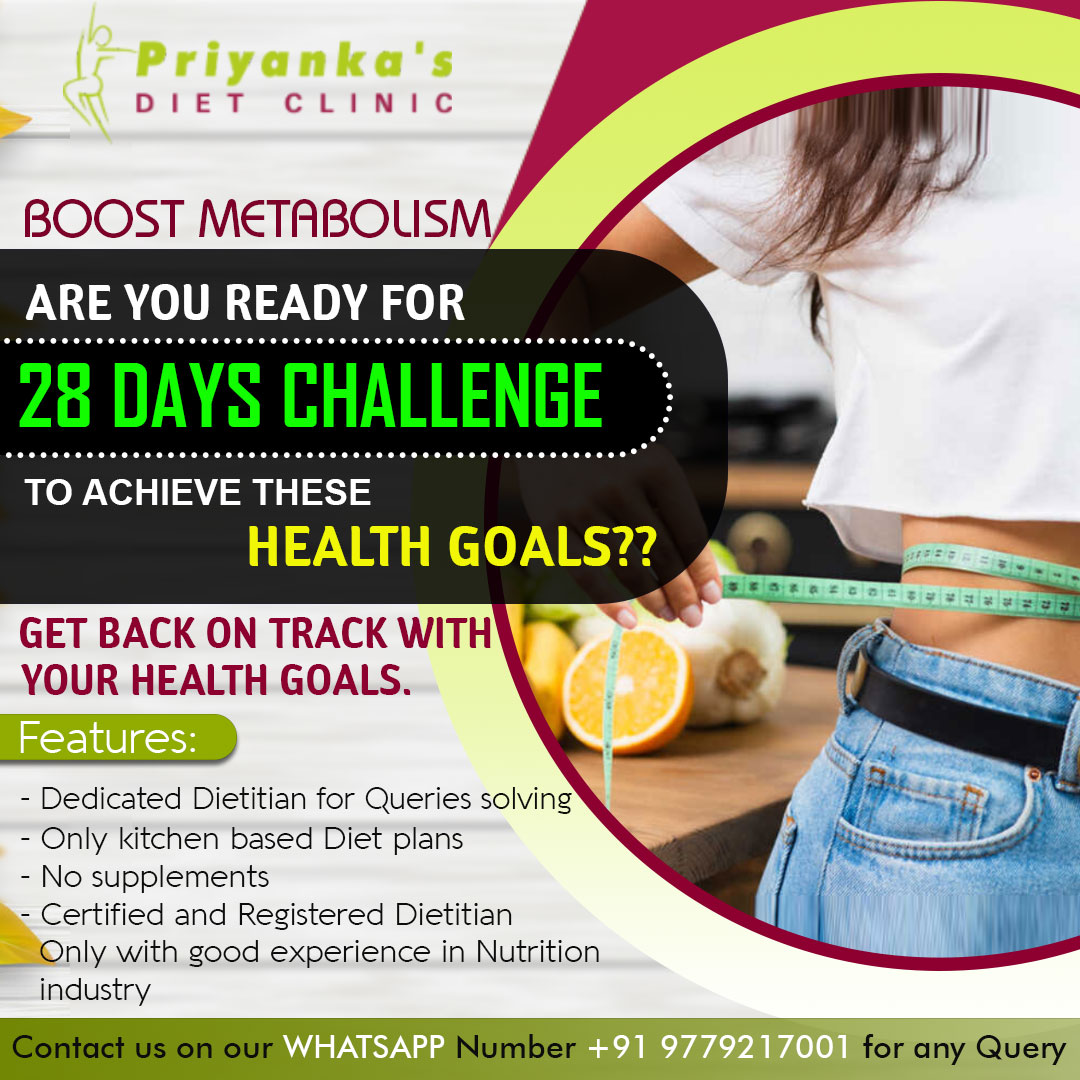 Priyanka's
DIET CLINIC
BOOST METABOLISM
ARE YOU READY FOR
28 DAYS CHALLENGE
TO ACHIEVE THESE
HEALTH GOALS??
GET BACK ON TRACK WITH
YOUR HEALTH GOALS.
Features:
- Dedicated Dietitian for Queries solving
- Only kitchen based Diet plans
- No supplements
- Certified and Registered Dietitian
Only with good experience in Nutrition
industry
Contact us on our WHATSAPP Number +91 9779217001 for any Query